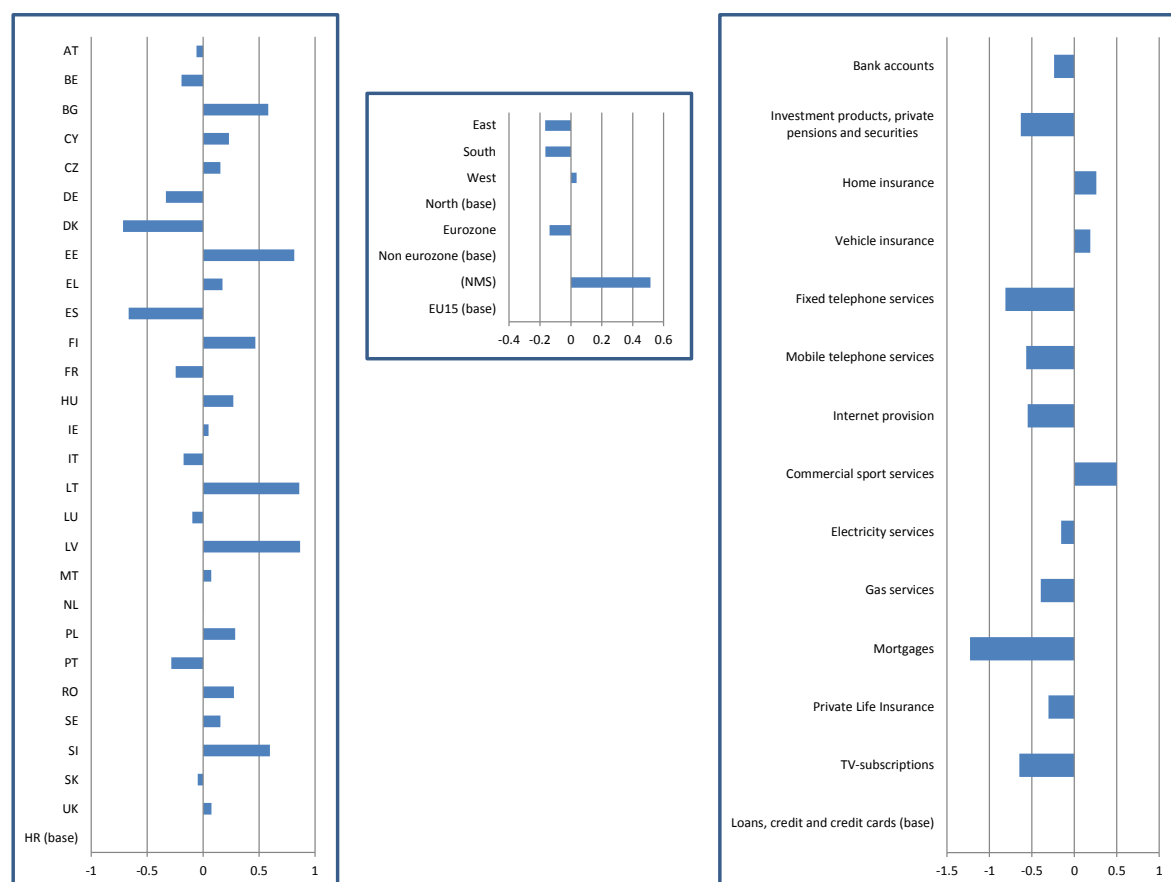 AT
BE
BG
CY
CZ
DE
DK
EE
EL
ES
FI
FR
HU
IE
IT
LT
LU
LV
MT
NL
PL
PT
RO
SE
SI
SK
UK
HR (base)
-1 -0.5 0 0.5 1
East
South
West
North (base)
Eurozone
Non eurozone (base)
(NMS)
EU15 (base)
-0.4 -0.2 0 0.2 0.4 0.6
Bank accounts
Investment products, private
pensions and securities
Home insurance
Vehicle insurance
Fixed telephone services
Mobile telephone services
Internet provision
Commercial sport services
Electricity services
Gas services
Mortgages
Private Life Insurance
TV-subscriptions
Loans, credit and credit cards (base)
-1.5 -1 -0.5 0 0.5 1